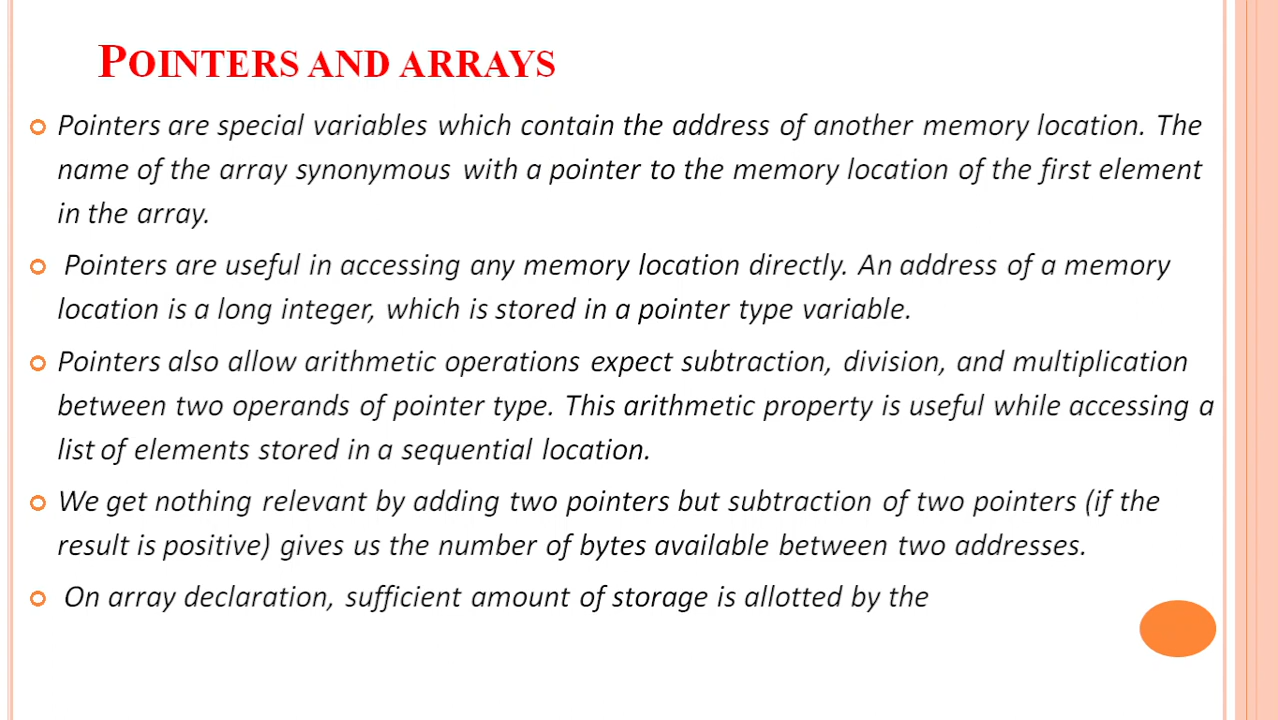 POINTERS AND ARRAYS
Pointers are special variables which contain the address of another memory location. The
name of the array synonymous with a pointer to the memory location of the first element
in the array.
Pointers are useful in accessing any memory location directly. An address of a memory
location is a long integer, which is stored in a pointer type variable.
Pointers also allow arithmetic operations expect subtraction, division, and multiplication
between two operands of pointer type. This arithmetic property is useful while accessing a
list of elements stored in a sequential location.
We get nothing relevant by adding two pointers but subtraction of two pointers (if the
result is positive) gives us the number of bytes available between two addresses.
On array declaration, sufficient amount of storage is allotted by the